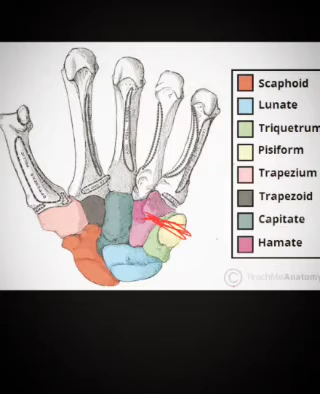 Scaphoid
Lunate
Triquetrum
Pisiform
Trapezium
Trapezoid
Capitate
Hamate
© TeachMeAnatomy